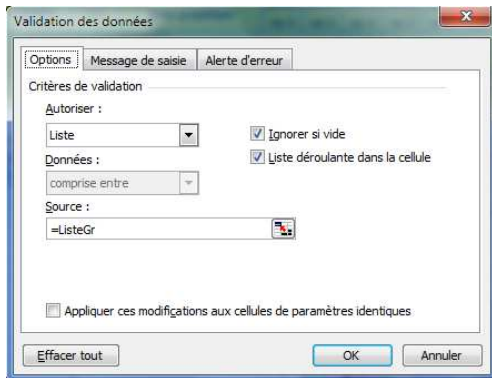 Validation des données
Options Message de saisie Alerte d'erreur
Critères de validation
Autoriser :
Liste
Ignorer si vide
Données :
Liste déroulante dans la cellule
comprise entre
Source :
=ListeGr
Appliquer ces modifications aux cellules de paramètres identiques
Effacer tout OK Annuler